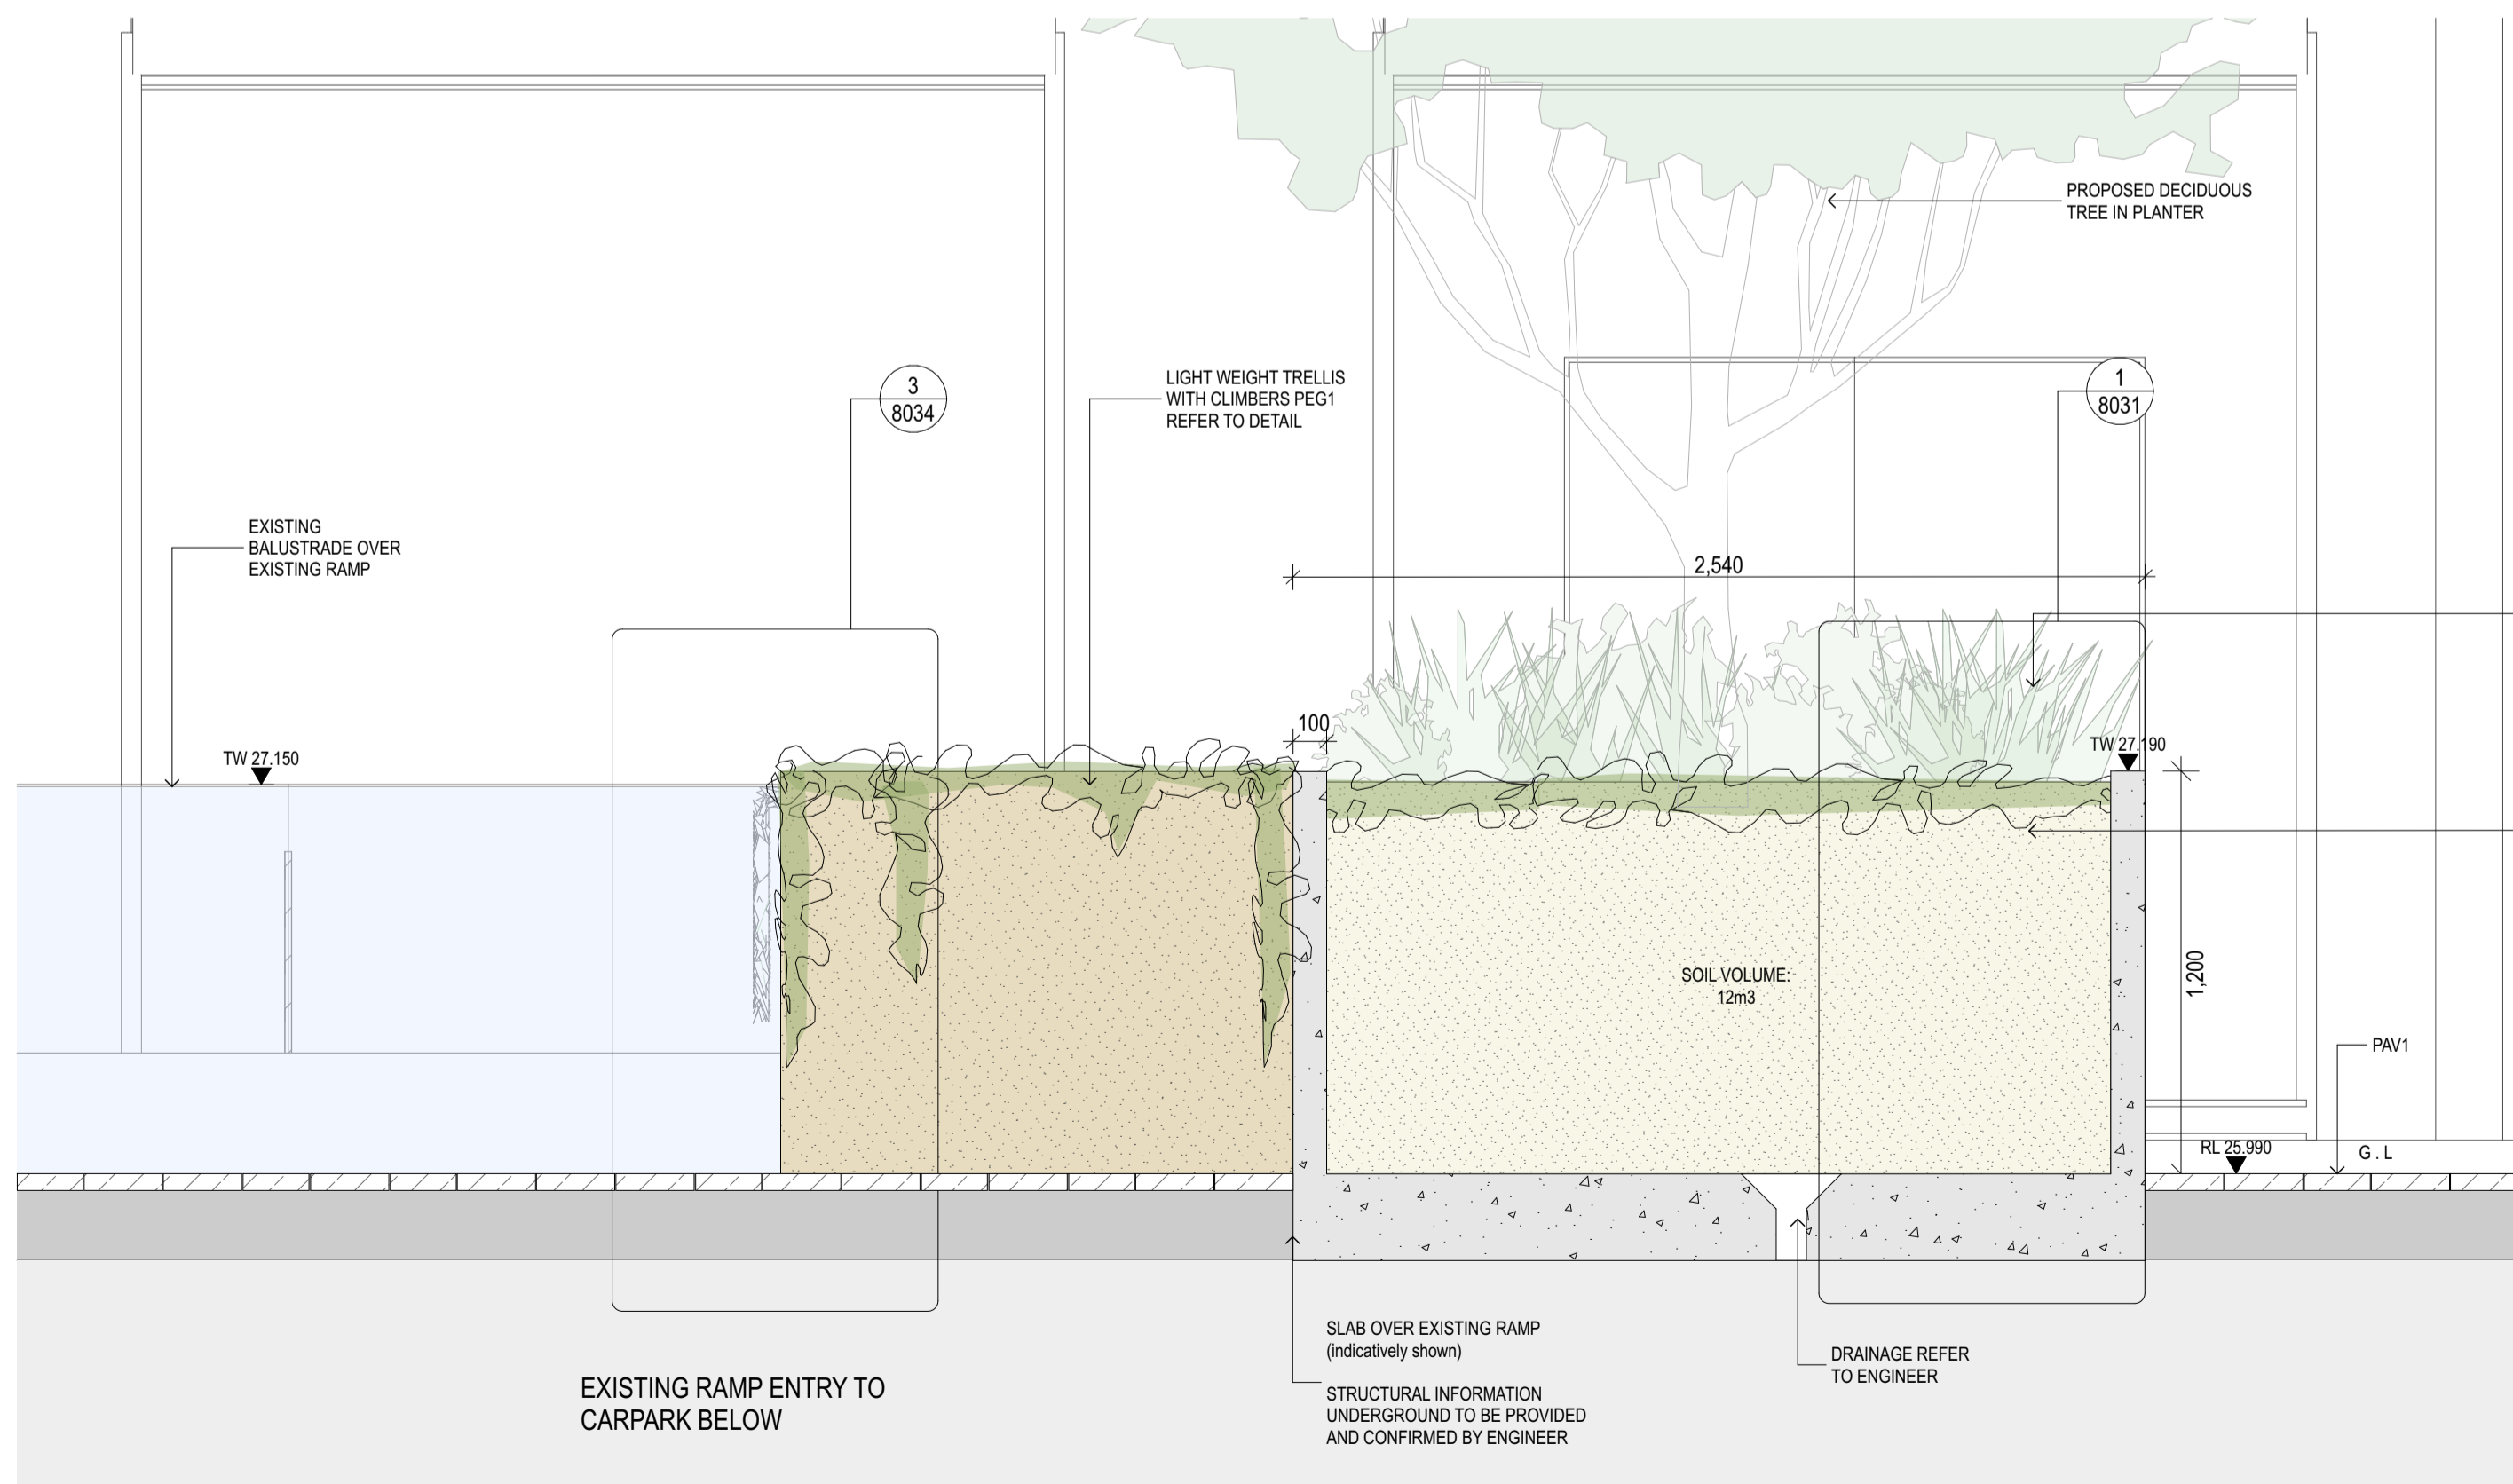 PROPOSED DECIDUOUS
TREE IN PLANTER
3
8034
LIGHT WEIGHT TRELLIS
WITH CLIMBERS PEG1
REFER TO DETAIL
1
8031
EXISTING
BALUSTRADE OVER
EXISTING RAMP
2,540
100
TW 27.150
TW 27.190
SOIL VOLUME:
12m3
1,200
PAV1
RL 25.990
G . L
SLAB OVER EXISTING RAMP
(indicatively shown)
STRUCTURAL INFORMATION
UNDERGROUND TO BE PROVIDED
AND CONFIRMED BY ENGINEER
DRAINAGE REFER
TO ENGINEER
EXISTING RAMP ENTRY TO
CARPARK BELOW